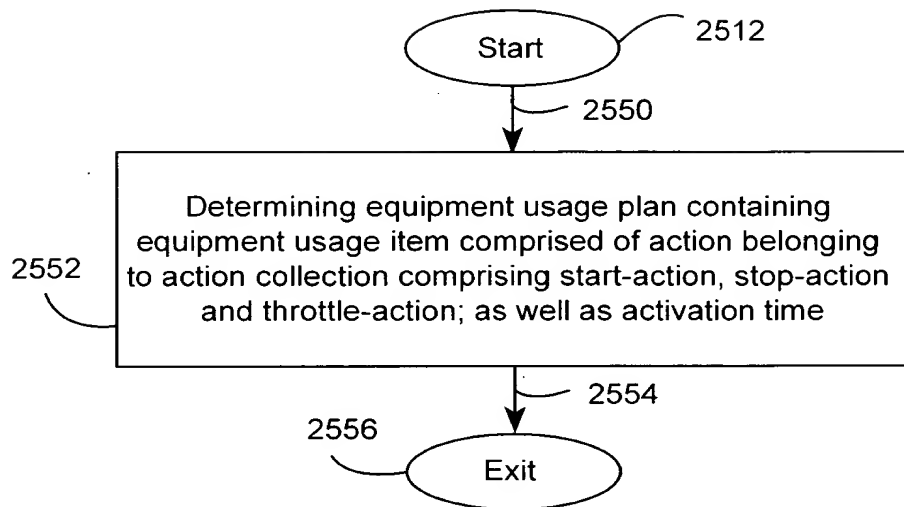 Start
2512
2550
Determining equipment usage plan containing
equipment usage item comprised of action belonging
to action collection comprising start-action, stop-action
and throttle-action; as well as activation time
2552
2554
2556
Exit